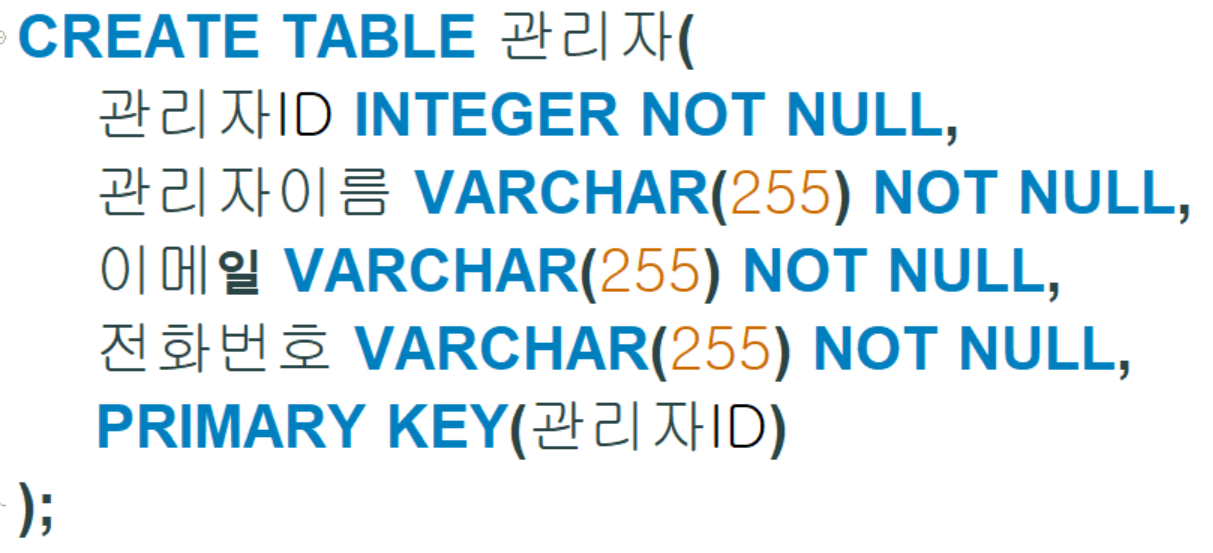 CREATE TABLE 관리자(
관리자ID INTEGER NOT NULL,
관리자이름 VARCHAR(255) NOT NULL,
이메일 VARCHAR(255) NOT NULL,
전화번호 VARCHAR(255) NOT NULL,
PRIMARY KEY(관리자ID)
);